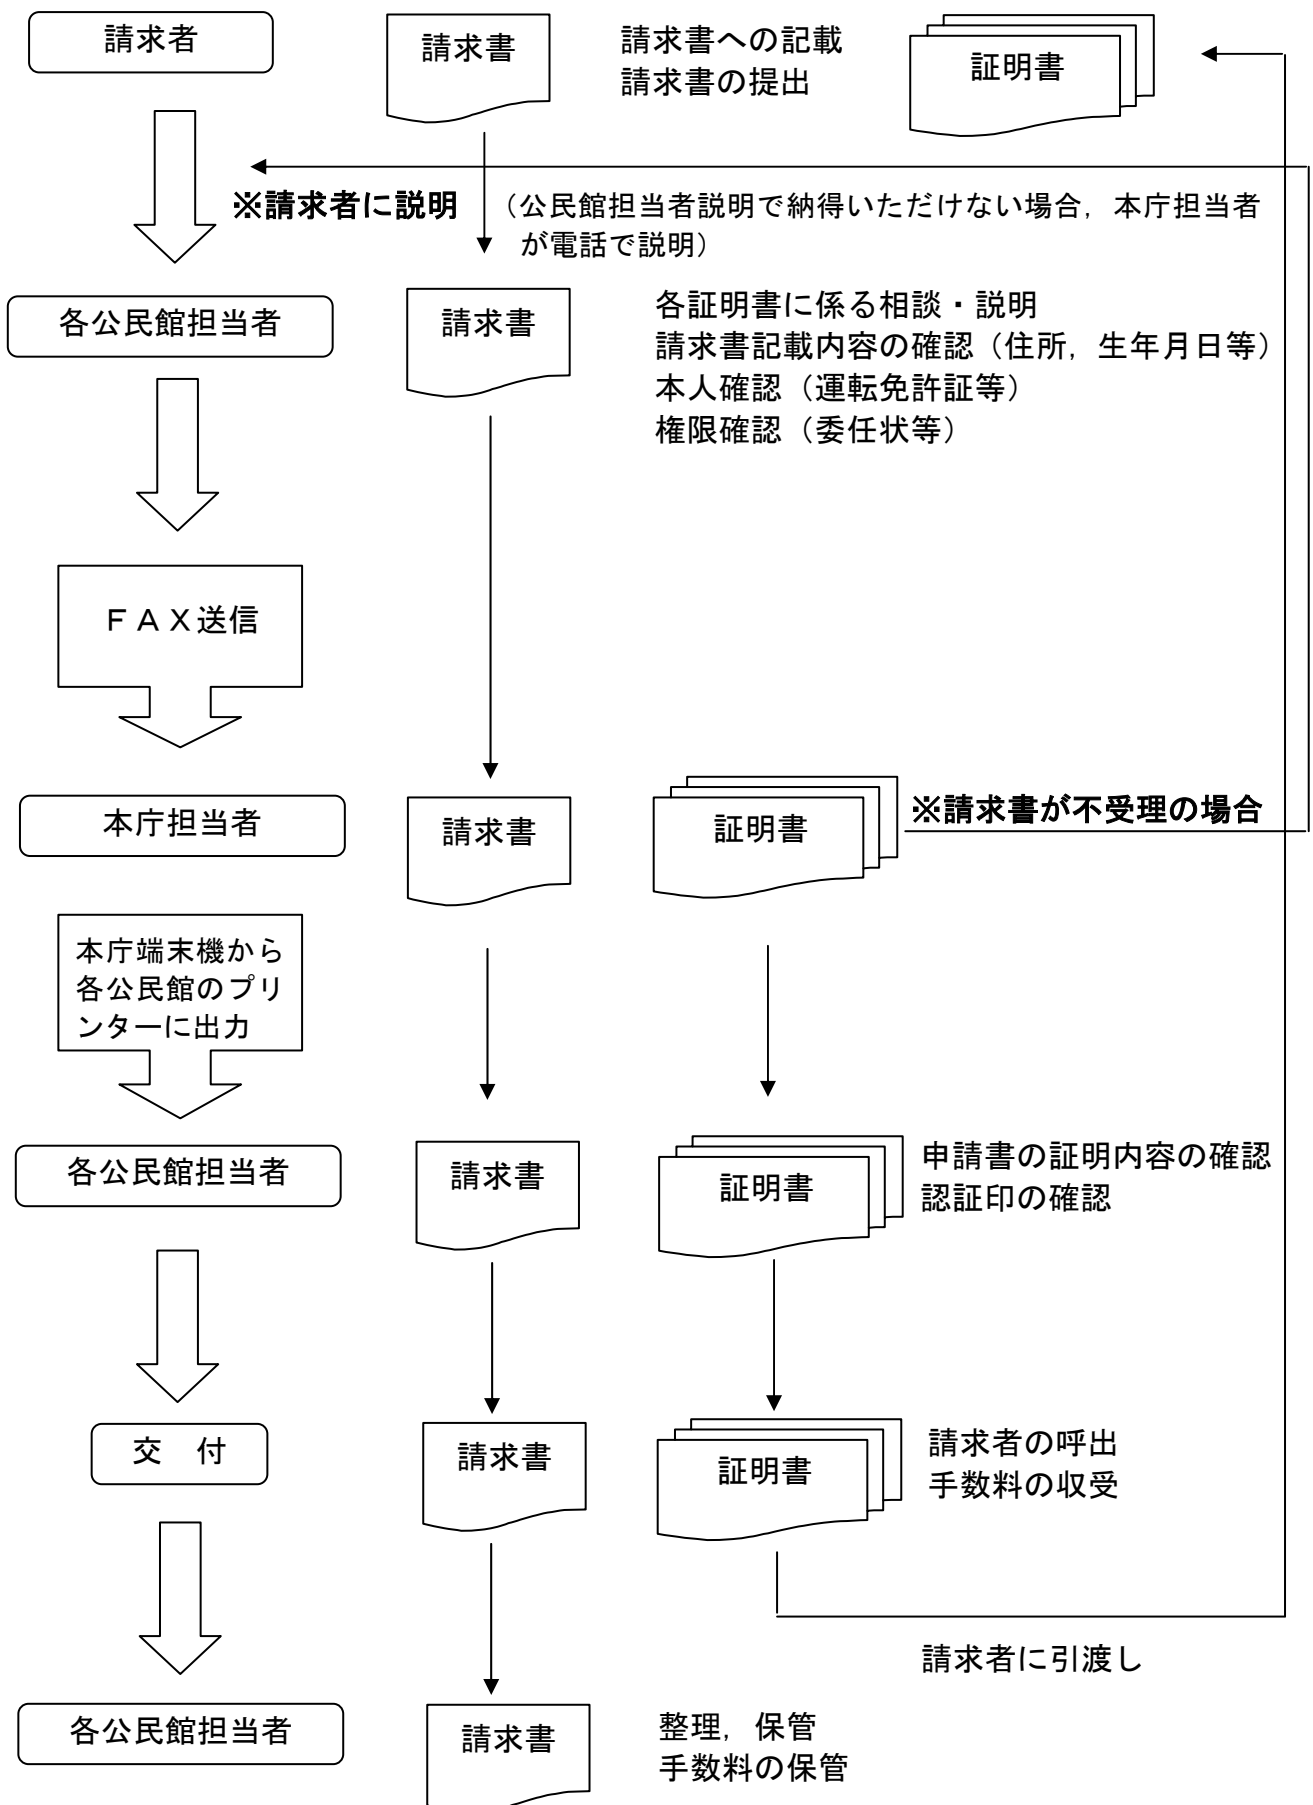 請求者
請求書
請求書への記載
請求書の提出
証明書
※請求者に説明
（公民館担当者説明で納得いただけない場合，本庁担当者
が電話で説明）
各公民館担当者
請求書
各証明書に係る相談・説明
請求書記載内容の確認（住所，生年月日等）
本人確認（運転免許証等）
権限確認（委任状等）
ＦＡＸ送信
本庁担当者
請求書
証明書
※請求書が不受理の場合
本庁端末機から
各公民館のプリ
ンターに出力
各公民館担当者
請求書
証明書
申請書の証明内容の確認
認証印の確認
交　付
請求書
証明書
請求者の呼出
手数料の収受
請求者に引渡し
各公民館担当者
請求書
整理，保管
手数料の保管